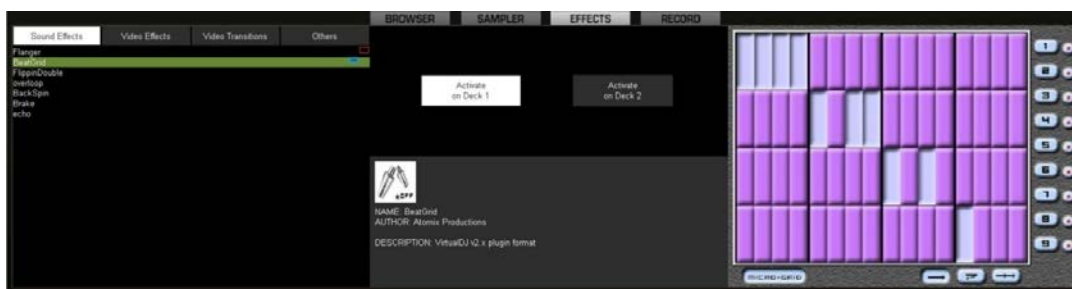 BROWSER SAMPLER EFFECTS RECORD
Sound Effects Video Effects Video Transitions Others
Flanger
BeatGrid
FlippinDouble
overloop
BackSpin
Brake
echo
Activate
on Deck 1
Activate
on Deck 2
NAME: BeatGrid
AUTHOR: Atomix Productions
DESCRIPTION: VirtualDJ v2.x plugin format
1
2
3
4
5
6
7
8
9
MICRO-GRID